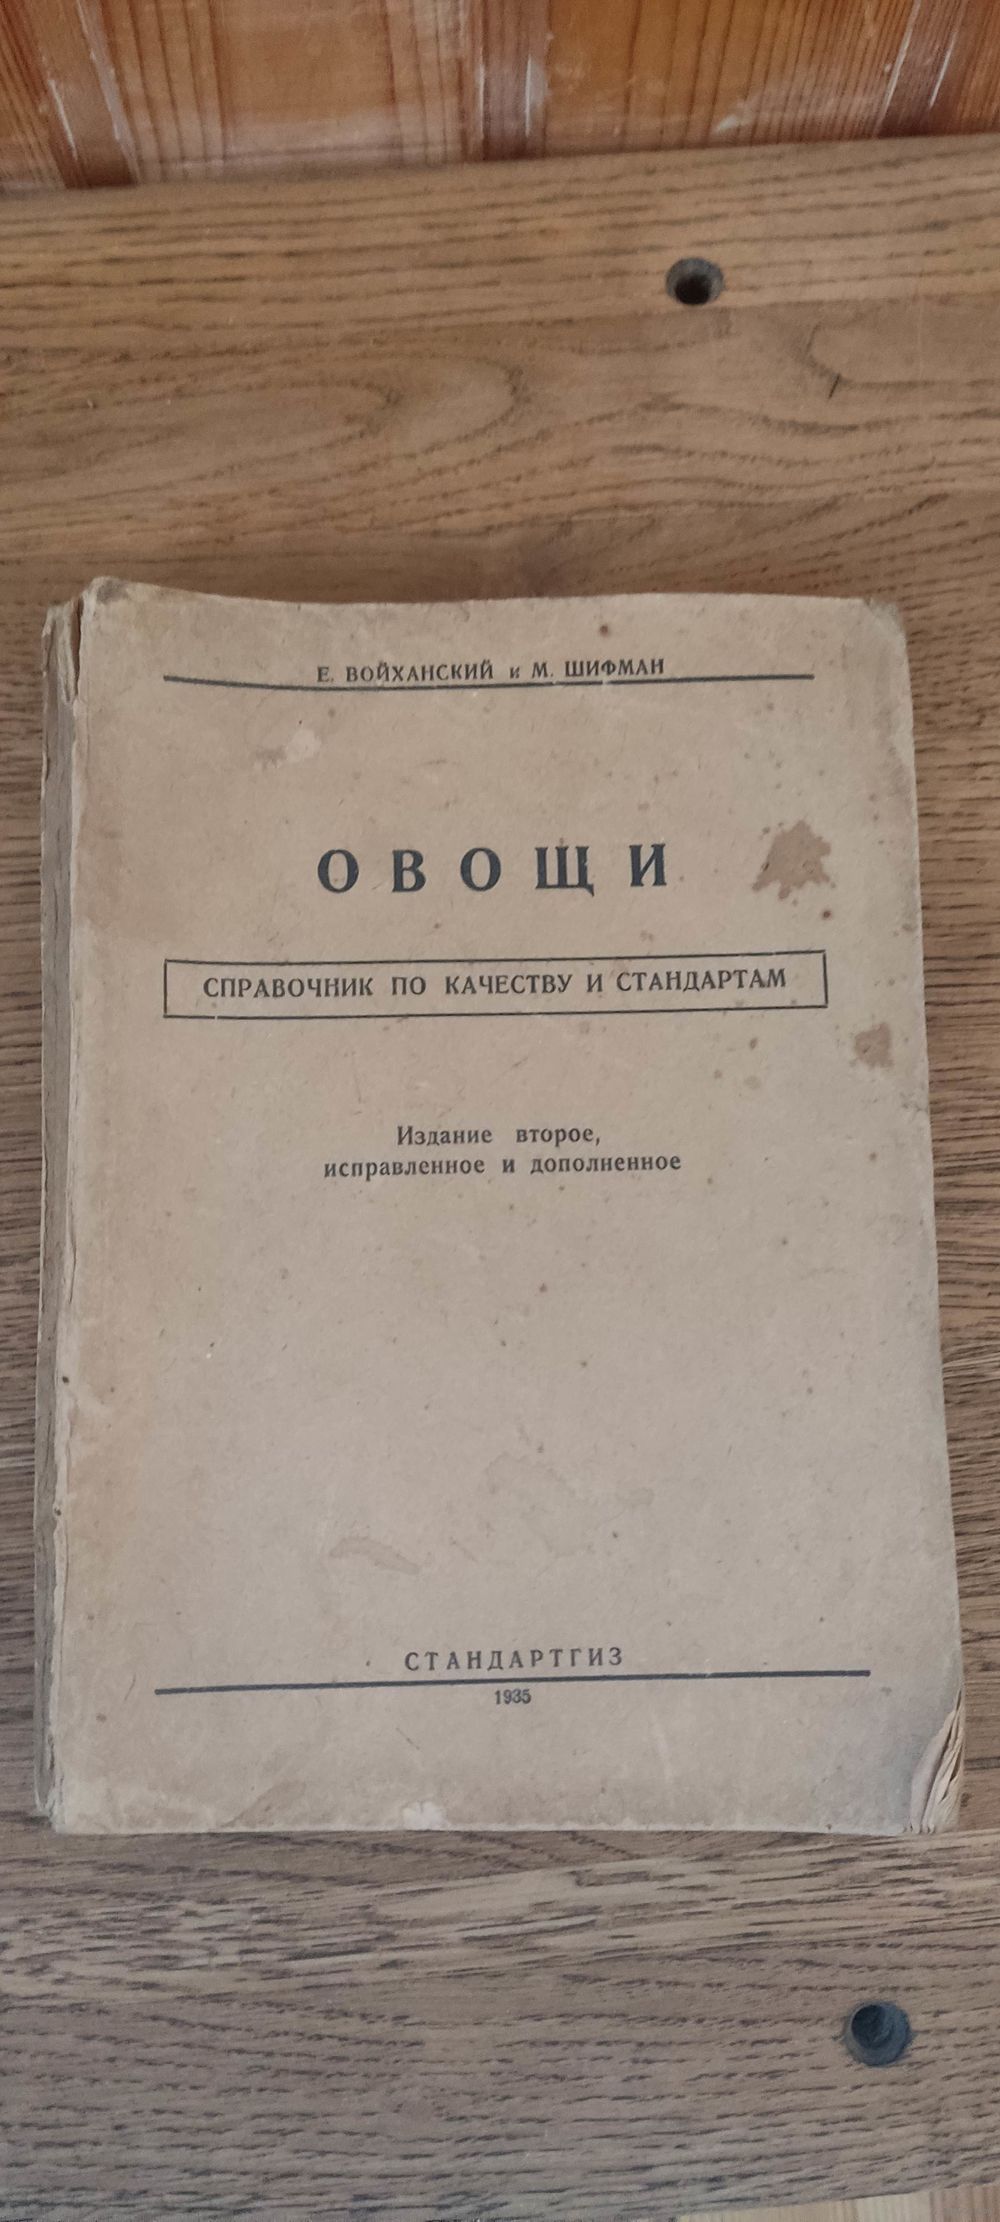 Е. ВОЙХАНСКИЙ и М. ШИФМАН
ОВОЩИ
СПРАВОЧНИК ПО КАЧЕСТВУ И СТАНДАРТАМ
Издание второе,
исправленное и дополненное
СТАНДАРТГИЗ
1935